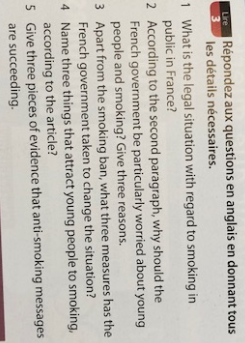 Lire
3
Répondez aux questions en anglais en donnant tous
les détails nécessaires.
1 What is the legal situation with regard to smoking in
public in France?
2 According to the second paragraph, why should the
French government be particularly worried about young
people and smoking? Give three reasons.
3 Apart from the smoking ban, what three measures has the
French government taken to change the situation?
4 Name three things that attract young people to smoking,
according to the article?
5 Give three pieces of evidence that anti-smoking messages
are succeeding.